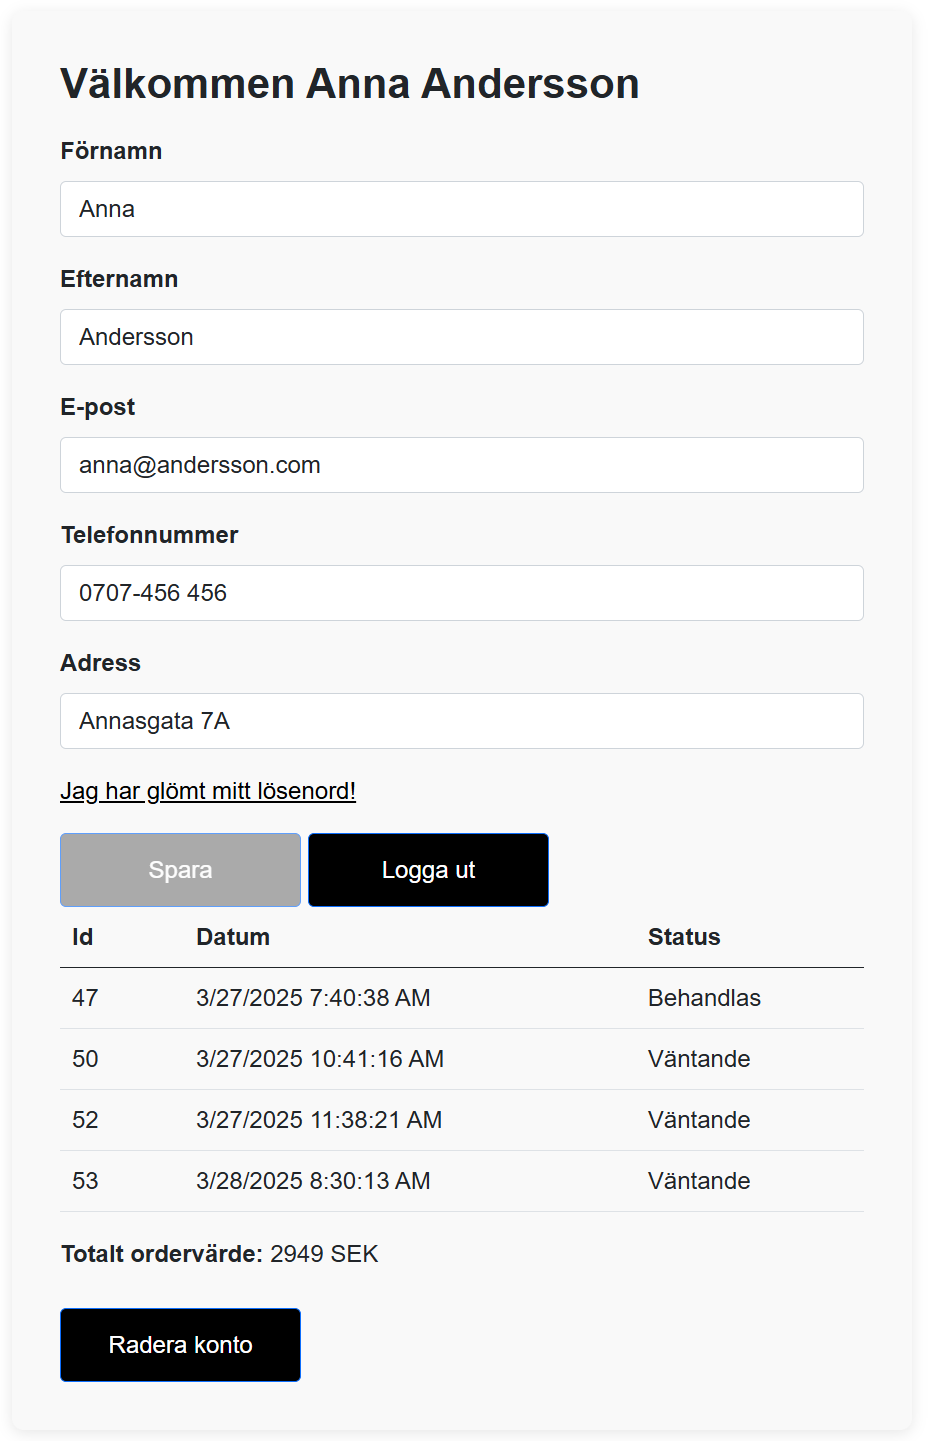 Välkommen Anna Andersson
Förnamn
Anna
Efternamn
Andersson
E-post
anna@andersson.com
Telefonnummer
0707-456 456
Adress
Annasgata 7A
Jag har glömt mitt lösenord!
Spara Logga ut
Id Datum Status
47 3/27/2025 7:40:38 AM Behandlas
50 3/27/2025 10:41:16 AM Väntande
52 3/27/2025 11:38:21 AM Väntande
53 3/28/2025 8:30:13 AM Väntande
Totalt ordervärde: 2949 SEK
Radera konto